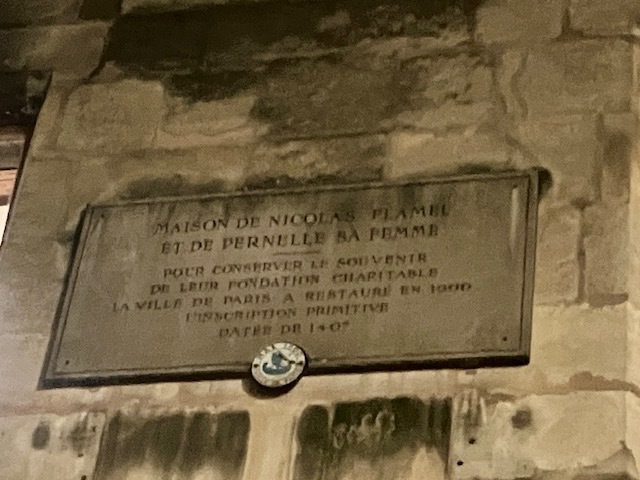 MAISON DE NICOLAS FLAMEL
ET DE PERNELLE SA FEMME
POUR CONSERVER LE SOUVENIR
DE LEUR FONDATION CHARITABLE
LA VILLE DE PARIS A RESTAURÉ EN 1900
L'INSCRIPTION PRIMITIVE
DATÉE DE 1407